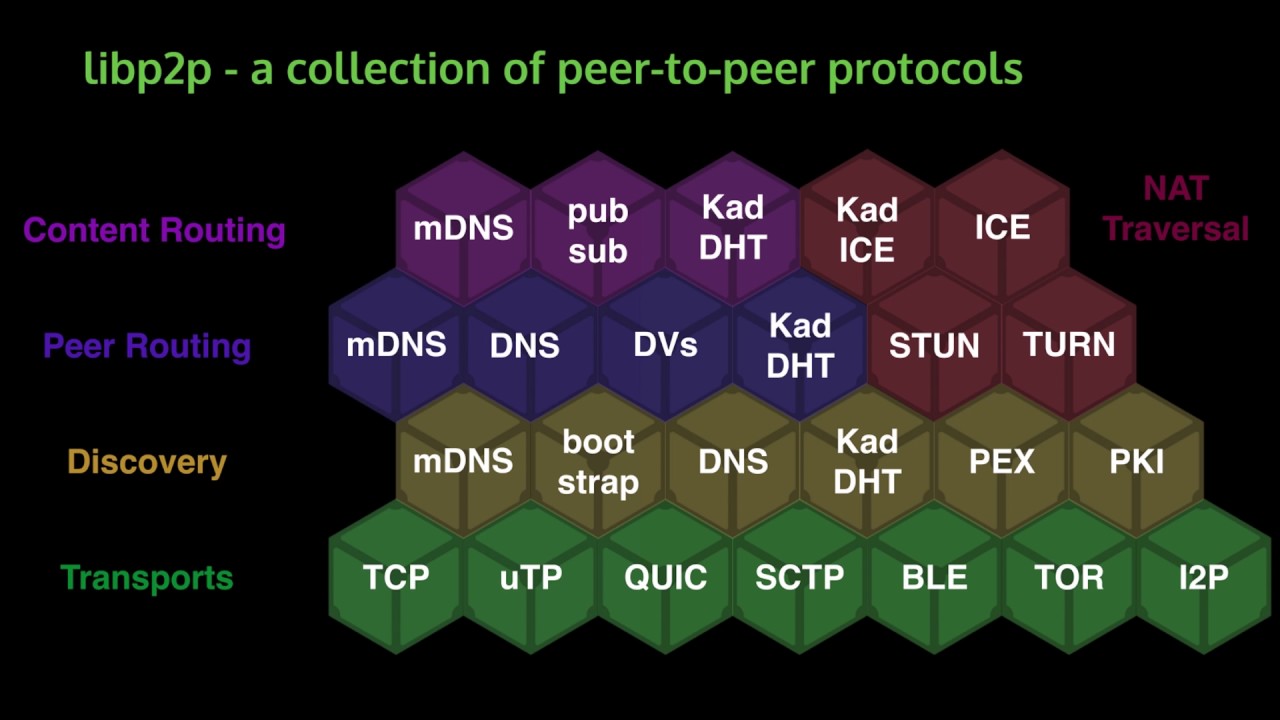 libp2p - a collection of peer-to-peer protocols
Content Routing
mDNS
pub
sub
Kad
DHT
Kad
ICE
ICE
NAT
Traversal
Peer Routing
mDNS
DNS
DVs
Kad
DHT
STUN
TURN
Discovery
mDNS
boot
strap
DNS
Kad
DHT
PEX
PKI
Transports
TCP
uTP
QUIC
SCTP
BLE
TOR
I2P